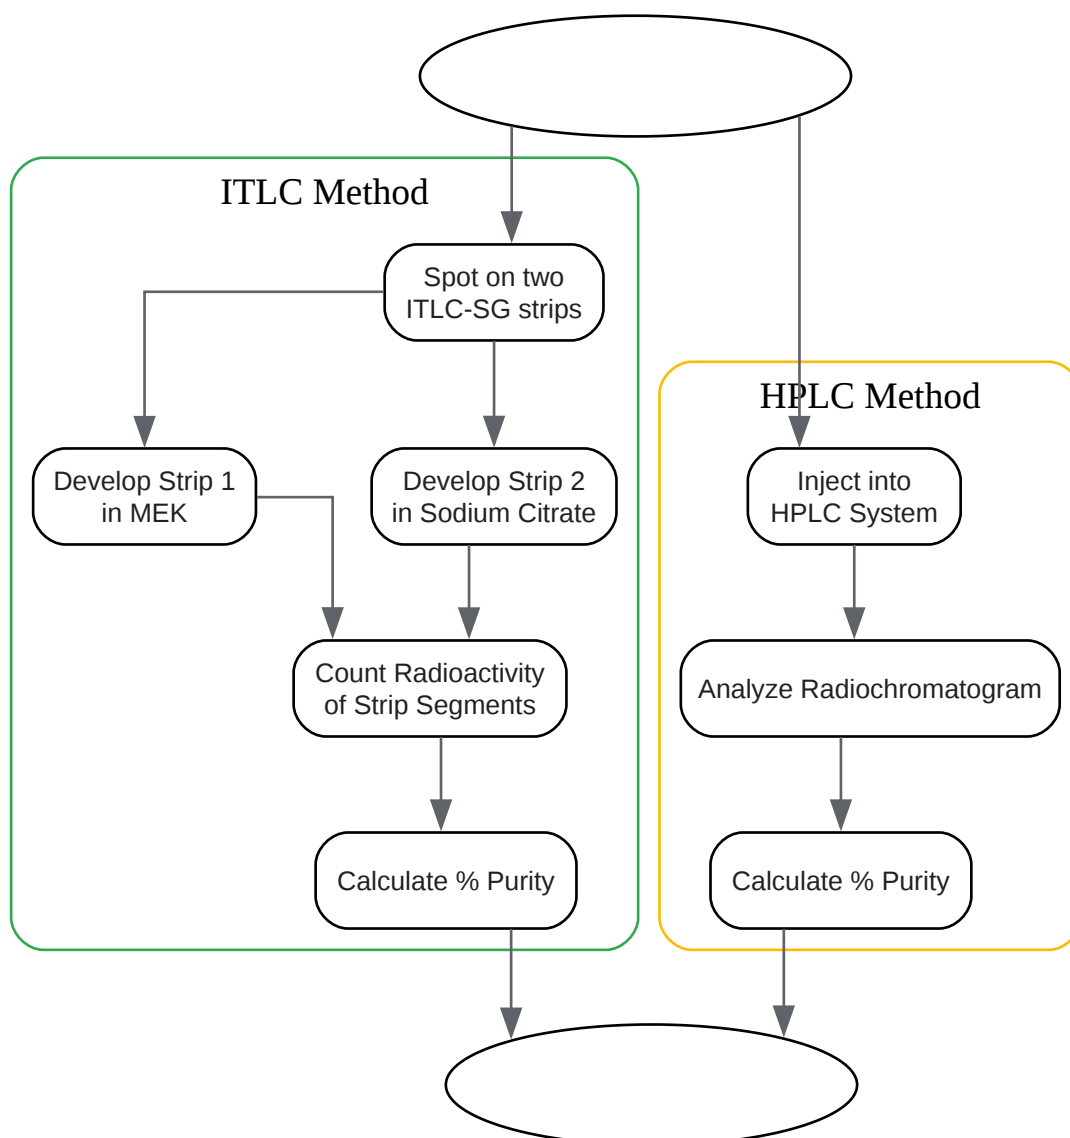 ITLC Method
Spot on two
ITLC-SG strips
Develop Strip 1
in MEK
Develop Strip 2
in Sodium Citrate
Count Radioactivity
of Strip Segments
Calculate % Purity
HPLC Method
Inject into
HPLC System
Analyze Radiochromatogram
Calculate % Purity